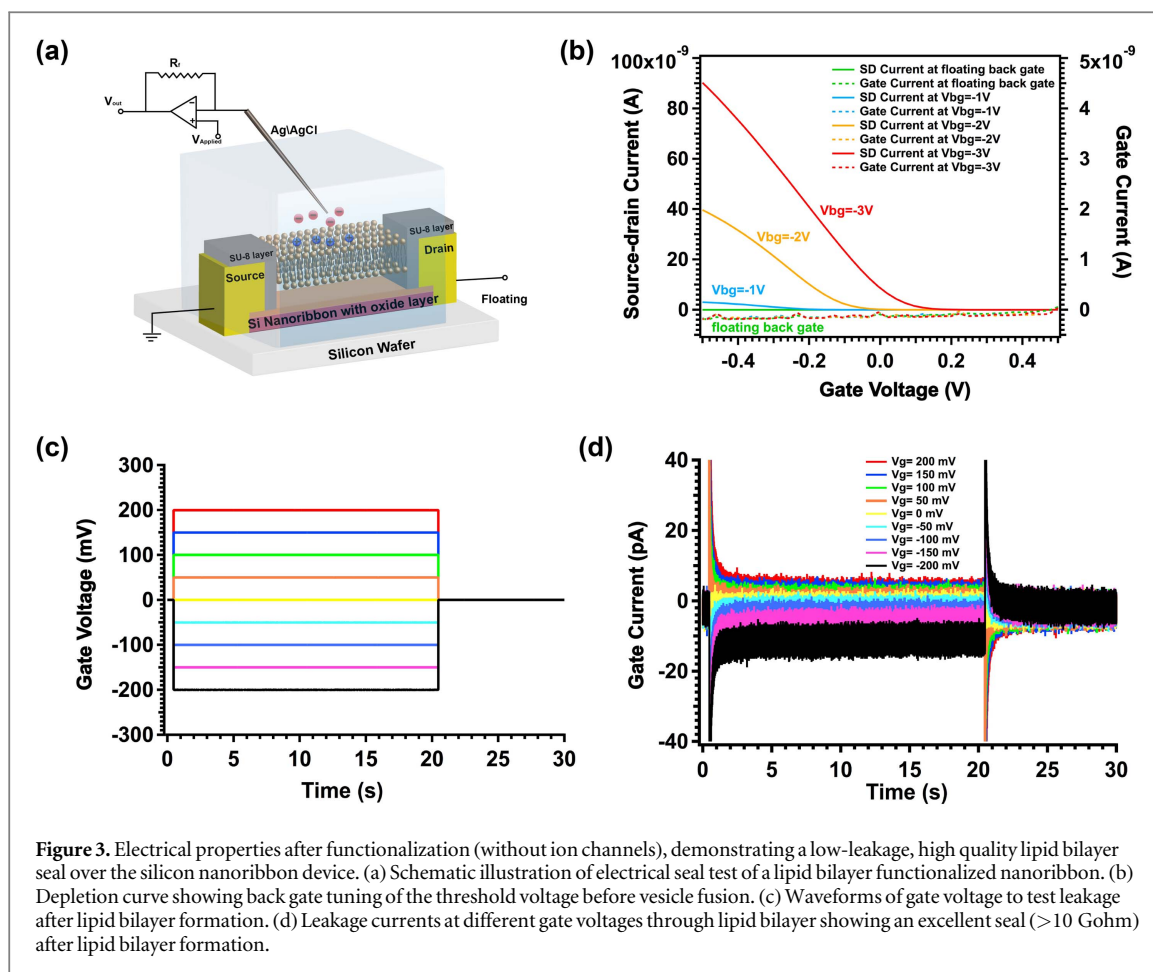 (a)
Rf
Vout
VApplied
Ag\AgCl
SU-8 layer
Source
SU-8 layer
Drain
Floating
Si Nanoribbon with oxide layer
Silicon Wafer
(b)
100x10-9
80
60
40
20
0
Source-drain Current (A)
5x10-9
4
3
2
1
0
Gate Current (A)
SD Current at floating back gate
Gate Current at floating back gate
SD Current at Vbg=-1V
Gate Current at Vbg=-1V
SD Current at Vbg=-2V
Gate Current at Vbg=-2V
SD Current at Vbg=-3V
Gate Current at Vbg=-3V
Vbg=-3V
Vbg=-2V
Vbg=-1V
floating back gate
-0.4 -0.2 0.0 0.2 0.4
Gate Voltage (V)
(c)
300
200
100
0
-100
-200
-300
Gate Voltage (mV)
0 5 10 15 20 25 30
Time (s)
(d)
40
20
0
-20
-40
Gate Current (pA)
Vg= 200 mV
Vg= 150 mV
Vg= 100 mV
Vg= 50 mV
Vg= 0 mV
Vg= -50 mV
Vg= -100 mV
Vg= -150 mV
Vg= -200 mV
0 5 10 15 20 25 30
Time (s)
Figure 3. Electrical properties after functionalization (without ion channels), demonstrating a low-leakage, high quality lipid bilayer
seal over the silicon nanoribbon device. (a) Schematic illustration of electrical seal test of a lipid bilayer functionalized nanoribbon. (b)
Depletion curve showing back gate tuning of the threshold voltage before vesicle fusion. (c) Waveforms of gate voltage to test leakage
after lipid bilayer formation. (d) Leakage currents at different gate voltages through lipid bilayer showing an excellent seal (>10 Gohm)
after lipid bilayer formation.